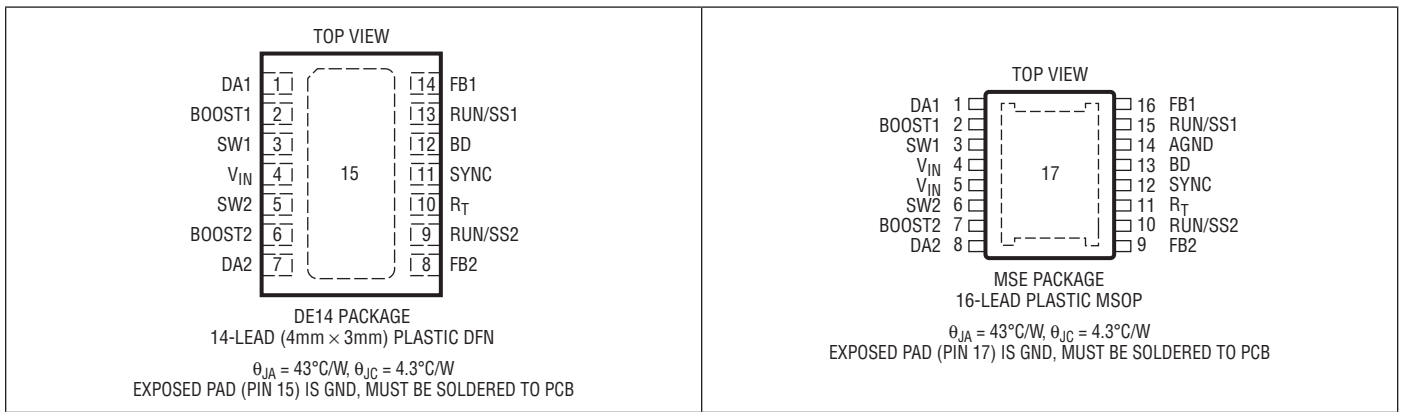 TOP VIEW
DA1 1 14 FB1
BOOST1 2 13 RUN/SS1
SW1 3 12 BD
VIN 4 15 11 SYNC
SW2 5 10 RT
BOOST2 6 9 RUN/SS2
DA2 7 8 FB2
DE14 PACKAGE
14-LEAD (4mm × 3mm) PLASTIC DFN
θJA = 43°C/W, θJC = 4.3°C/W
EXPOSED PAD (PIN 15) IS GND, MUST BE SOLDERED TO PCB
TOP VIEW
DA1 1 16 FB1
BOOST1 2 15 RUN/SS1
SW1 3 14 AGND
VIN 4 17 13 BD
VIN 5 12 SYNC
SW2 6 11 RT
BOOST2 7 10 RUN/SS2
DA2 8 9 FB2
MSE PACKAGE
16-LEAD PLASTIC MSOP
θJA = 43°C/W, θJC = 4.3°C/W
EXPOSED PAD (PIN 17) IS GND, MUST BE SOLDERED TO PCB